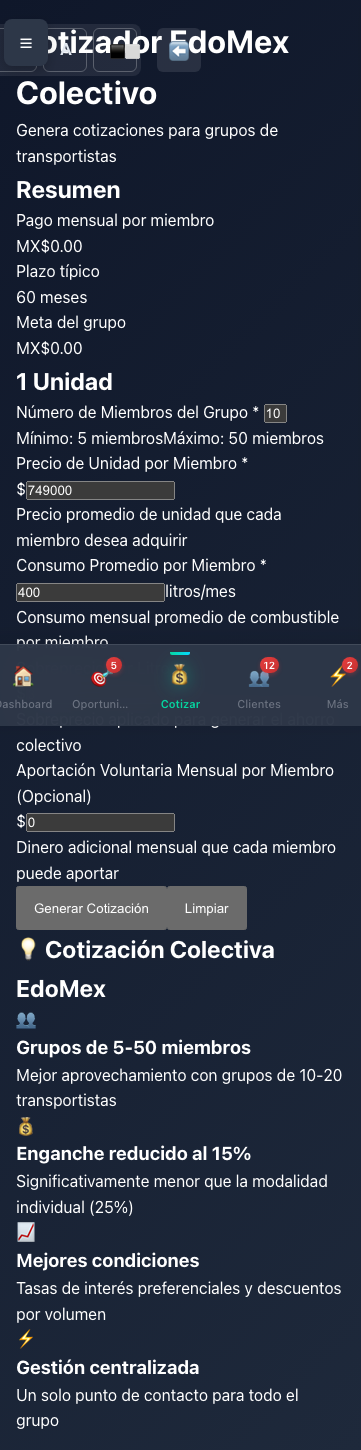 otizador EdoMex
Colectivo
Genera cotizaciones para grupos de
transportistas
Resumen
Pago mensual por miembro
MX$0.00
Plazo típico
60 meses
Meta del grupo
MX$0.00
1 Unidad
Número de Miembros del Grupo * 10
Mínimo: 5 miembrosMáximo: 50 miembros
Precio de Unidad por Miembro *
$749000
Precio promedio de unidad que cada
miembro desea adquirir
Consumo Promedio por Miembro *
400 litros/mes
Consumo mensual promedio de combustible
por miembro
5 12 2
Dashboard Oportuni... Cotizar Clientes Más
colectivo
Aportación Voluntaria Mensual por Miembro
(Opcional)
$0
Dinero adicional mensual que cada miembro
puede aportar
Generar Cotización Limpiar
Cotización Colectiva
EdoMex
Grupos de 5-50 miembros
Mejor aprovechamiento con grupos de 10-20
transportistas
Enganche reducido al 15%
Significativamente menor que la modalidad
individual (25%)
Mejores condiciones
Tasas de interés preferenciales y descuentos
por volumen
Gestión centralizada
Un solo punto de contacto para todo el
grupo